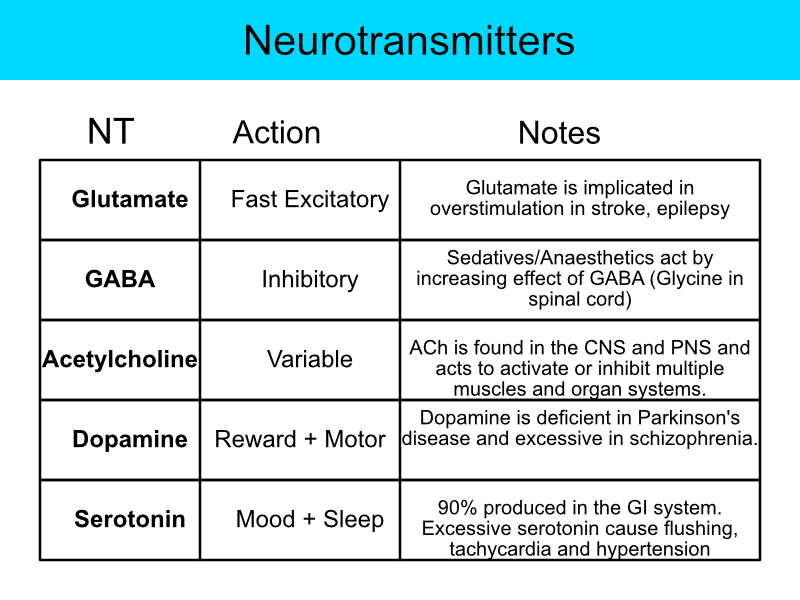 Neurotransmitters
NT
Action
Notes
Glutamate
Fast Excitatory
Glutamate is implicated in
overstimulation in stroke, epilepsy
GABA
Inhibitory
Sedatives/Anaesthetics act by
increasing effect of GABA (Glycine in
spinal cord)
Acetylcholine
Variable
ACh is found in the CNS and PNS and
acts to activate or inhibit multiple
muscles and organ systems.
Dopamine
Reward + Motor
Dopamine is deficient in Parkinson's
disease and excessive in schizophrenia.
Serotonin
Mood + Sleep
90% produced in the GI system.
Excessive serotonin cause flushing,
tachycardia and hypertension